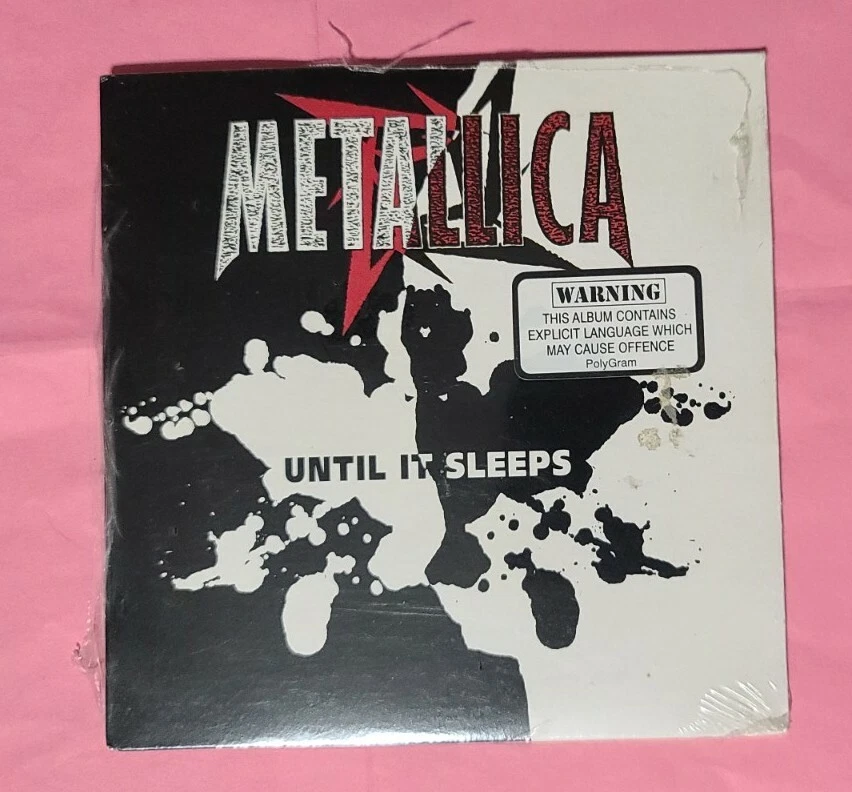 METALLICA
WARNING
THIS ALBUM CONTAINS
EXPLICIT LANGUAGE WHICH
MAY CAUSE OFFENCE
PolyGram
UNTIL IT SLEEPS